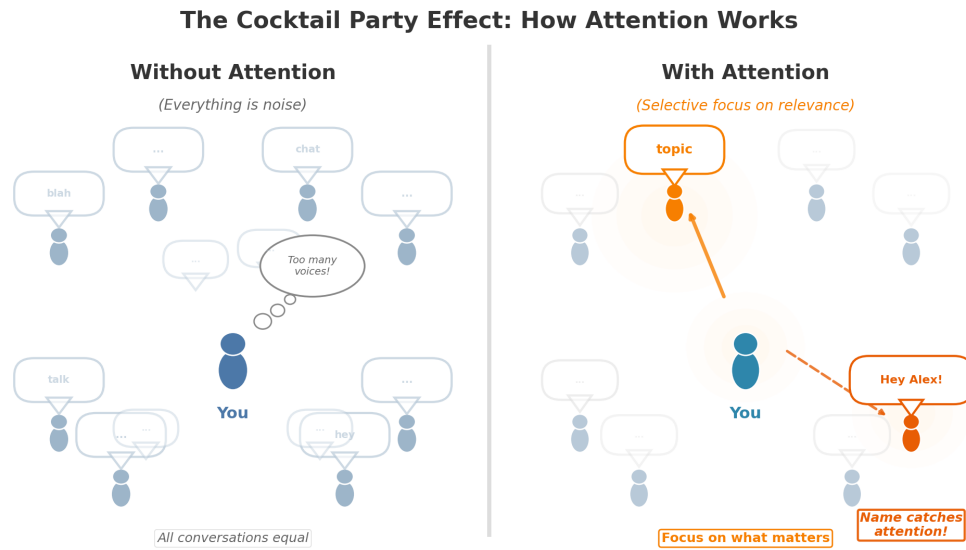 The Cocktail Party Effect: How Attention Works
Without Attention
(Everything is noise)
...
chat
blah
...
...
Too many
voices!
You
talk
...
...
...
...
hey
All conversations equal
With Attention
(Selective focus on relevance)
topic
...
...
...
You
...
Hey Alex!
...
...
Focus on what matters
Name catches
attention!